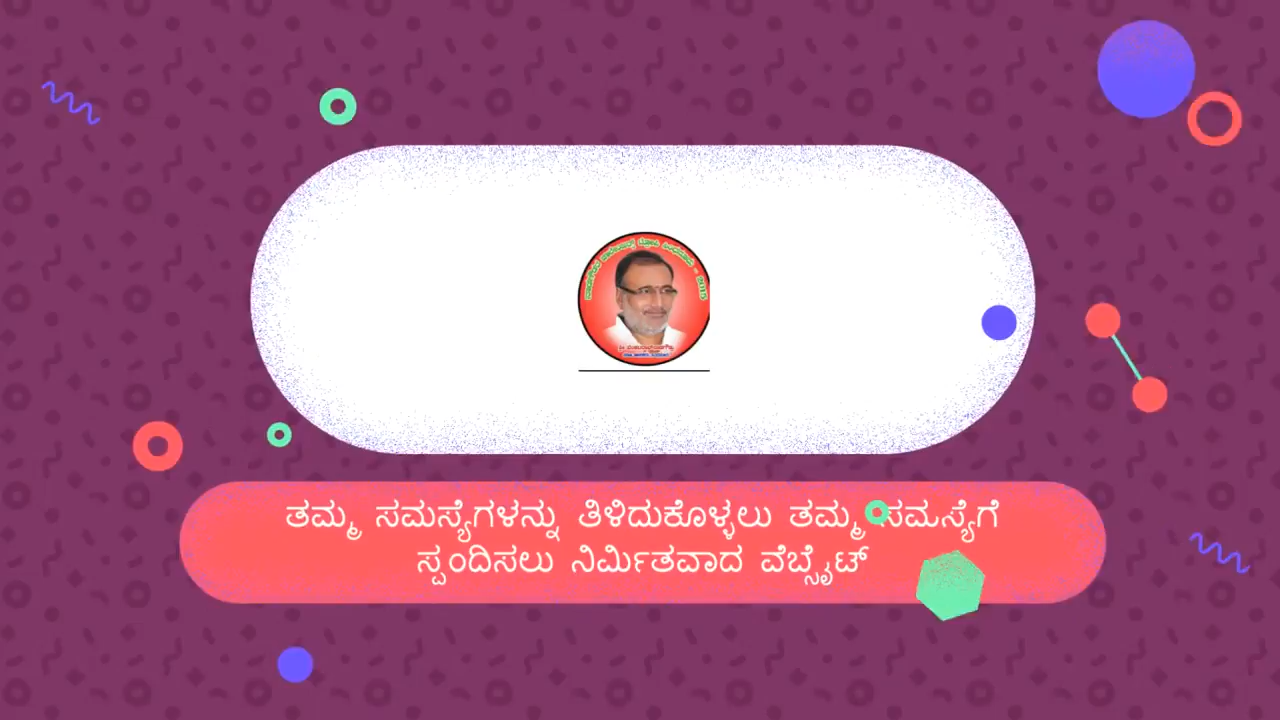 ತಮ್ಮ ಸಮಸ್ಯೆಗಳನ್ನು ತಿಳಿದುಕೊಳ್ಳಲು ತಮ್ಮ ಸಮಸ್ಯೆಗೆ
ಸ್ಪಂದಿಸಲು ನಿರ್ಮಿತವಾದ ವೆಬ್ಸೈಟ್